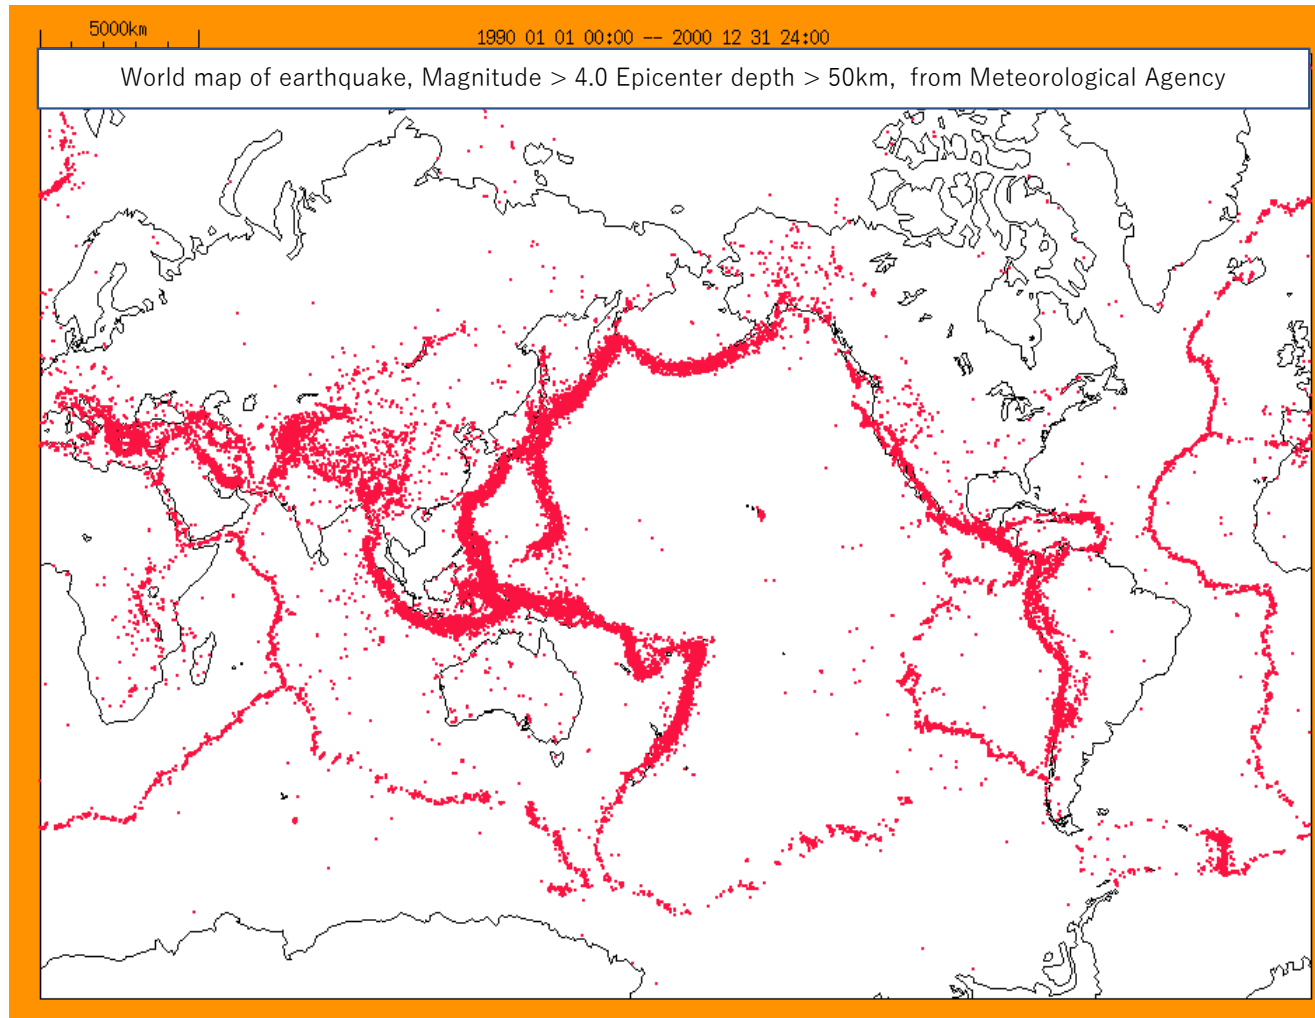 5000km
1990 01 01 00:00 -- 2000 12 31 24:00
World map of earthquake, Magnitude > 4.0 Epicenter depth > 50km, from Meteorological Agency